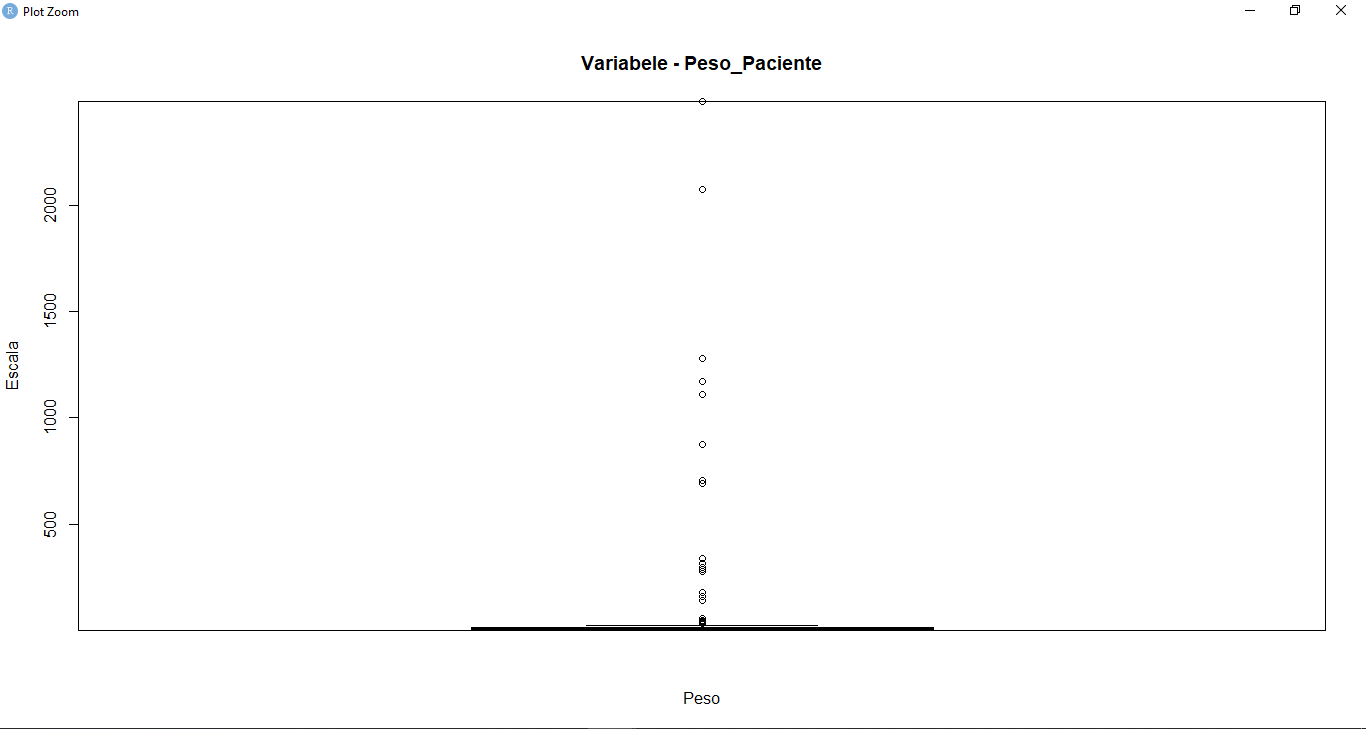 R Plot Zoom
Variabele - Peso_Paciente
2000
1500
1000
500
Escala
Peso